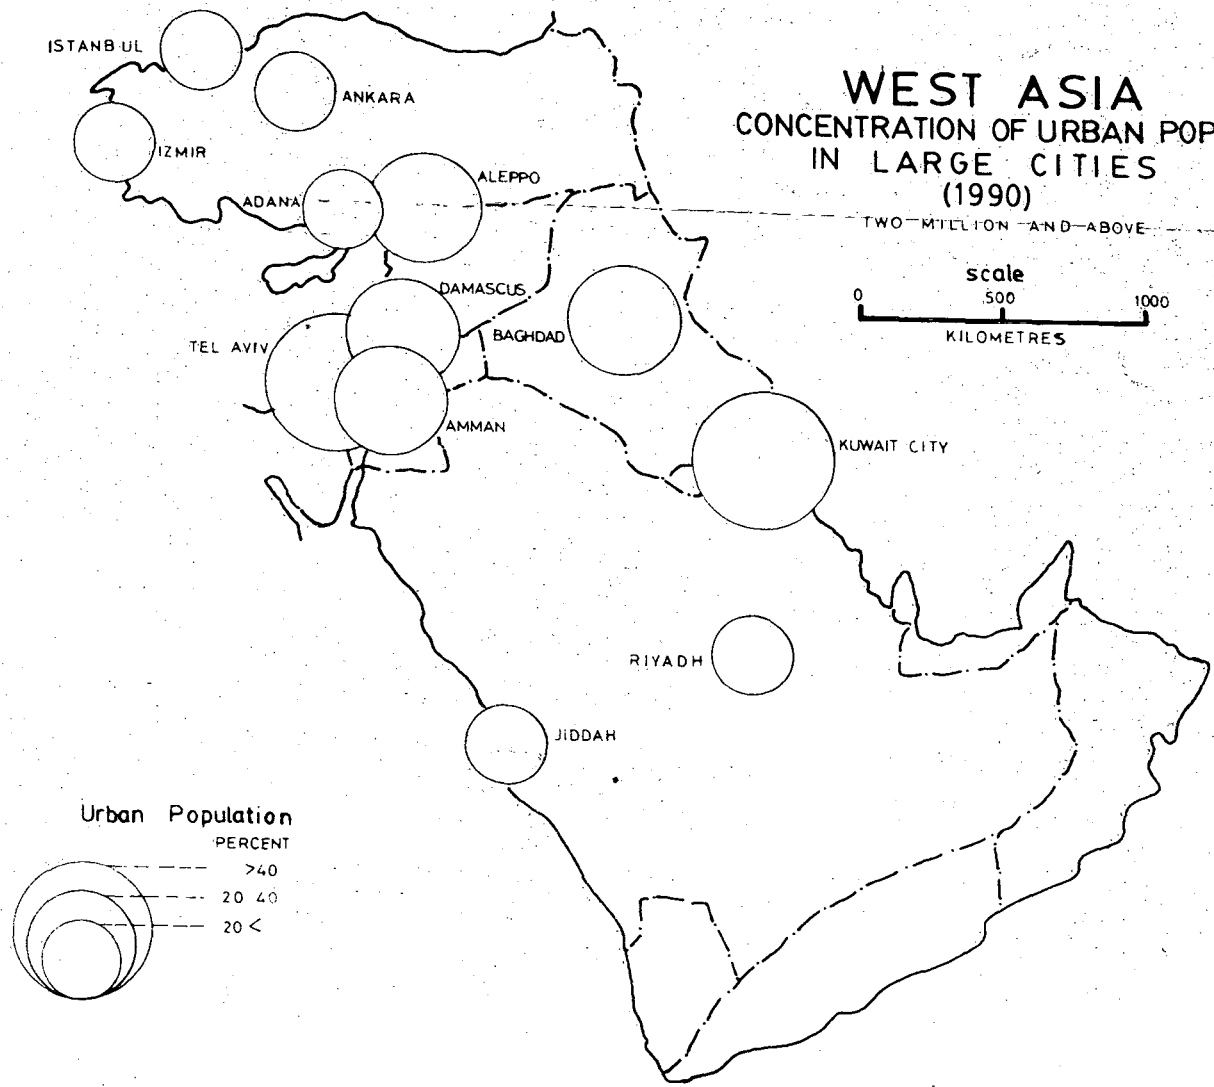 WEST ASIA
CONCENTRATION OF URBAN POP
IN LARGE CITIES
(1990)
TWO MILLION AND ABOVE
scale
0 500 1000
KILOMETRES
ISTANBUL
ANKARA
IZMIR
ADANA
ALEPPO
DAMASCUS
TEL AVIV
BAGHDAD
AMMAN
KUWAIT CITY
RIYADH
JIDDAH
Urban Population
PERCENT
>40
20 40
20 <